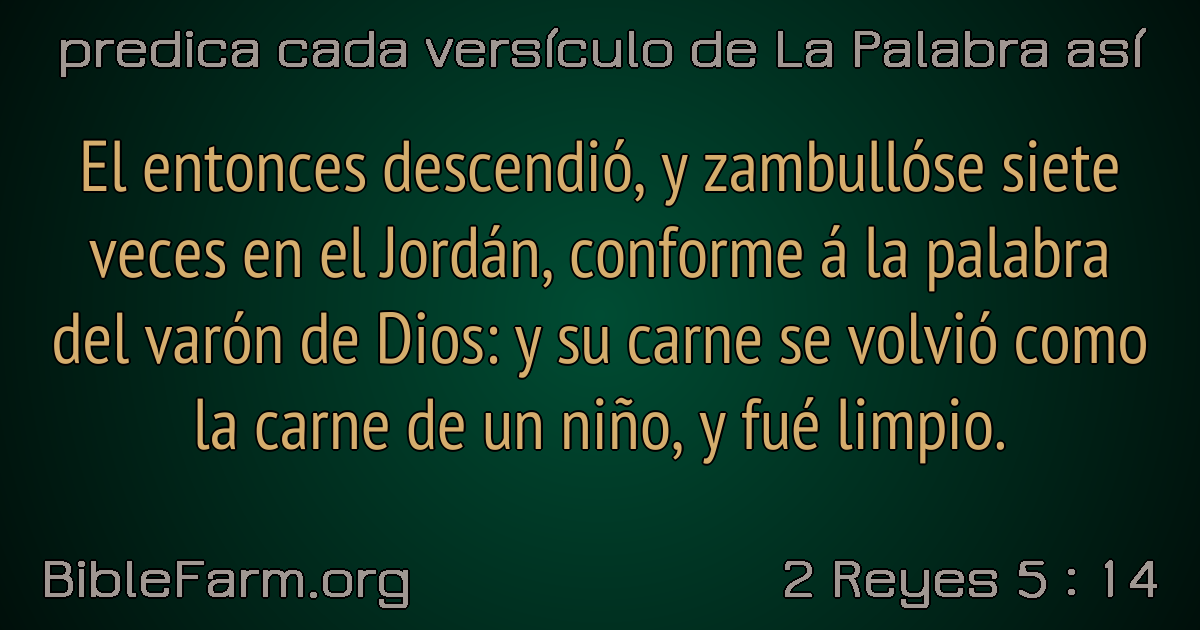 predica cada versículo de La Palabra así
El entonces descendió, y zambullóse siete
veces en el Jordán, conforme á la palabra
del varón de Dios: y su carne se volvió como
la carne de un niño, y fué limpio.
BibleFarm.org
2 Reyes 5 : 14